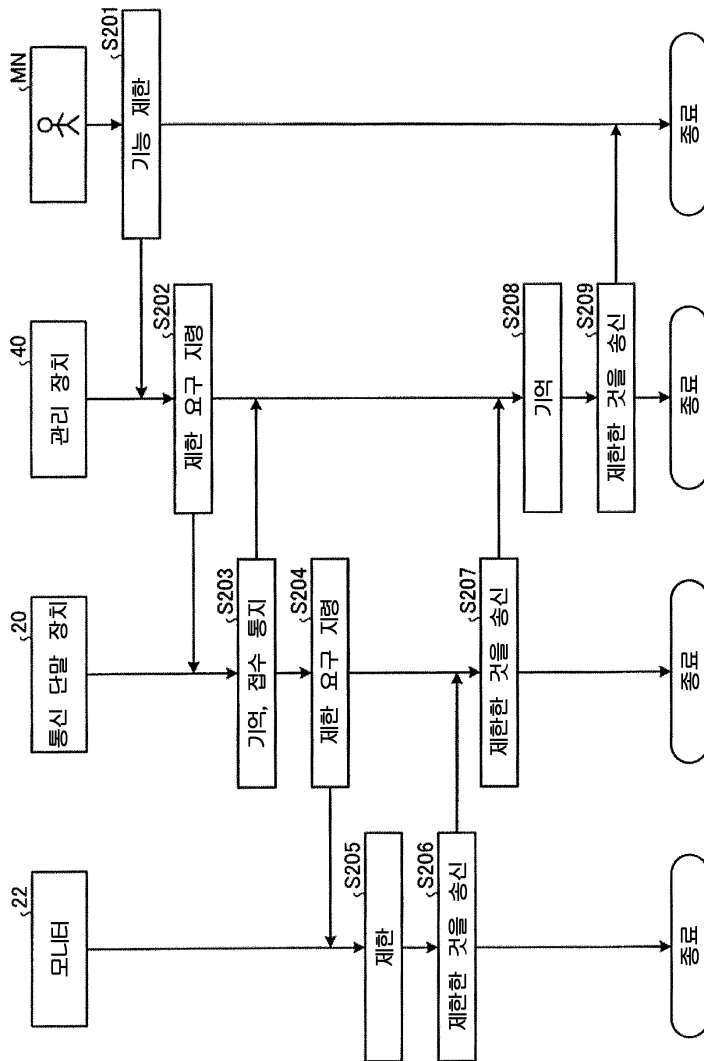 22
모니터
20
통신 단말 장치
40
관리 장치
MN
S201
기능 제한
S202
제한 요구 지령
S203
기억, 접수 통지
S204
제한 요구 지령
S205
제한
S206
제한한 것을 송신
S207
제한한 것을 송신
S208
기억
S209
제한한 것을 송신
종료
종료
종료
종료